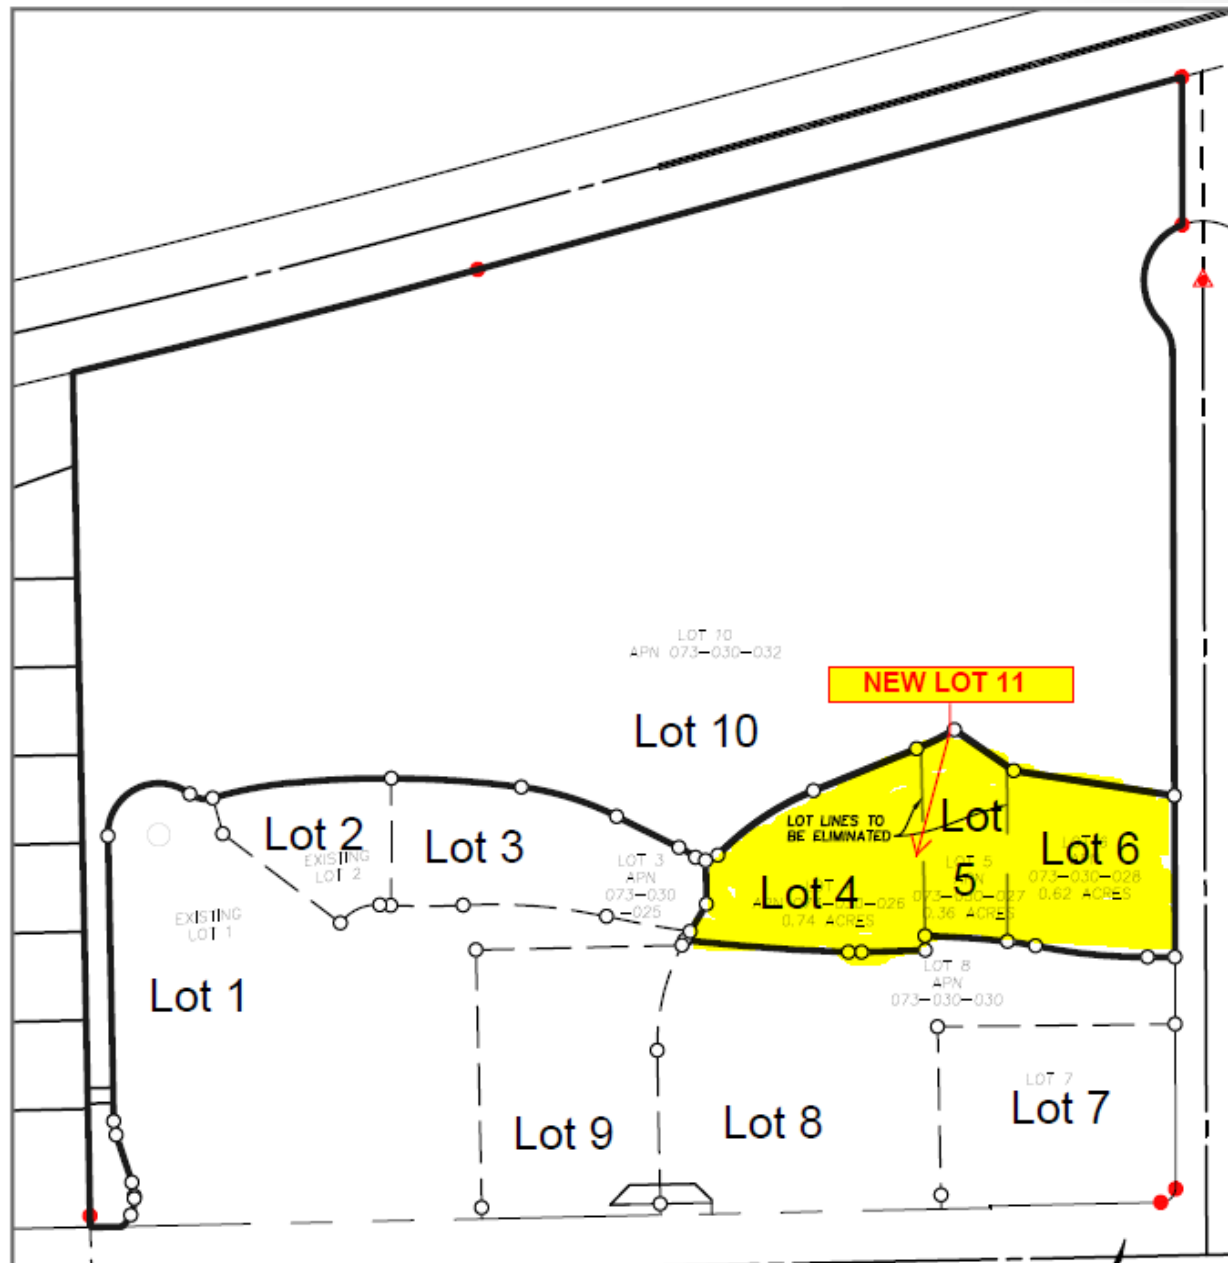 LOT 10
APN 073-030-032
NEW LOT 11
Lot 10
LOT LINES TO
BE ELIMINATED
Lot
5
Lot 2
EXISTING
LOT 2
Lot 3
LOT 3
APN
073-030
-025
Lot 4
0.74 ACRES
LOT 5
073-030-027
0.36 ACRES
Lot 6
073-030-028
0.62 ACRES
EXISTING
LOT 1
Lot 1
LOT 8
APN
073-030-030
LOT 7
Lot 7
Lot 9
Lot 8